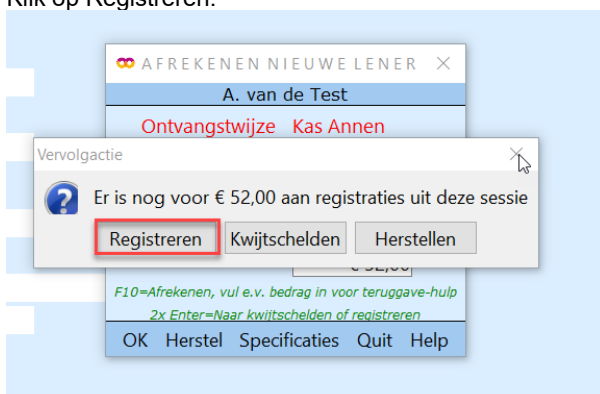 Klik op Registreren.
AFREKENEN NIEUWE LENER
A. van de Test
Ontvangstwijze Kas Annen
Vervolgactie
Er is nog voor € 52,00 aan registraties uit deze sessie
Registreren Kwijtschelden Herstellen
€ 52,00
F10=Afrekenen, vul e.v. bedrag in voor teruggave-hulp
2x Enter=Naar kwijtschelden of registreren
OK Herstel Specificaties Quit Help